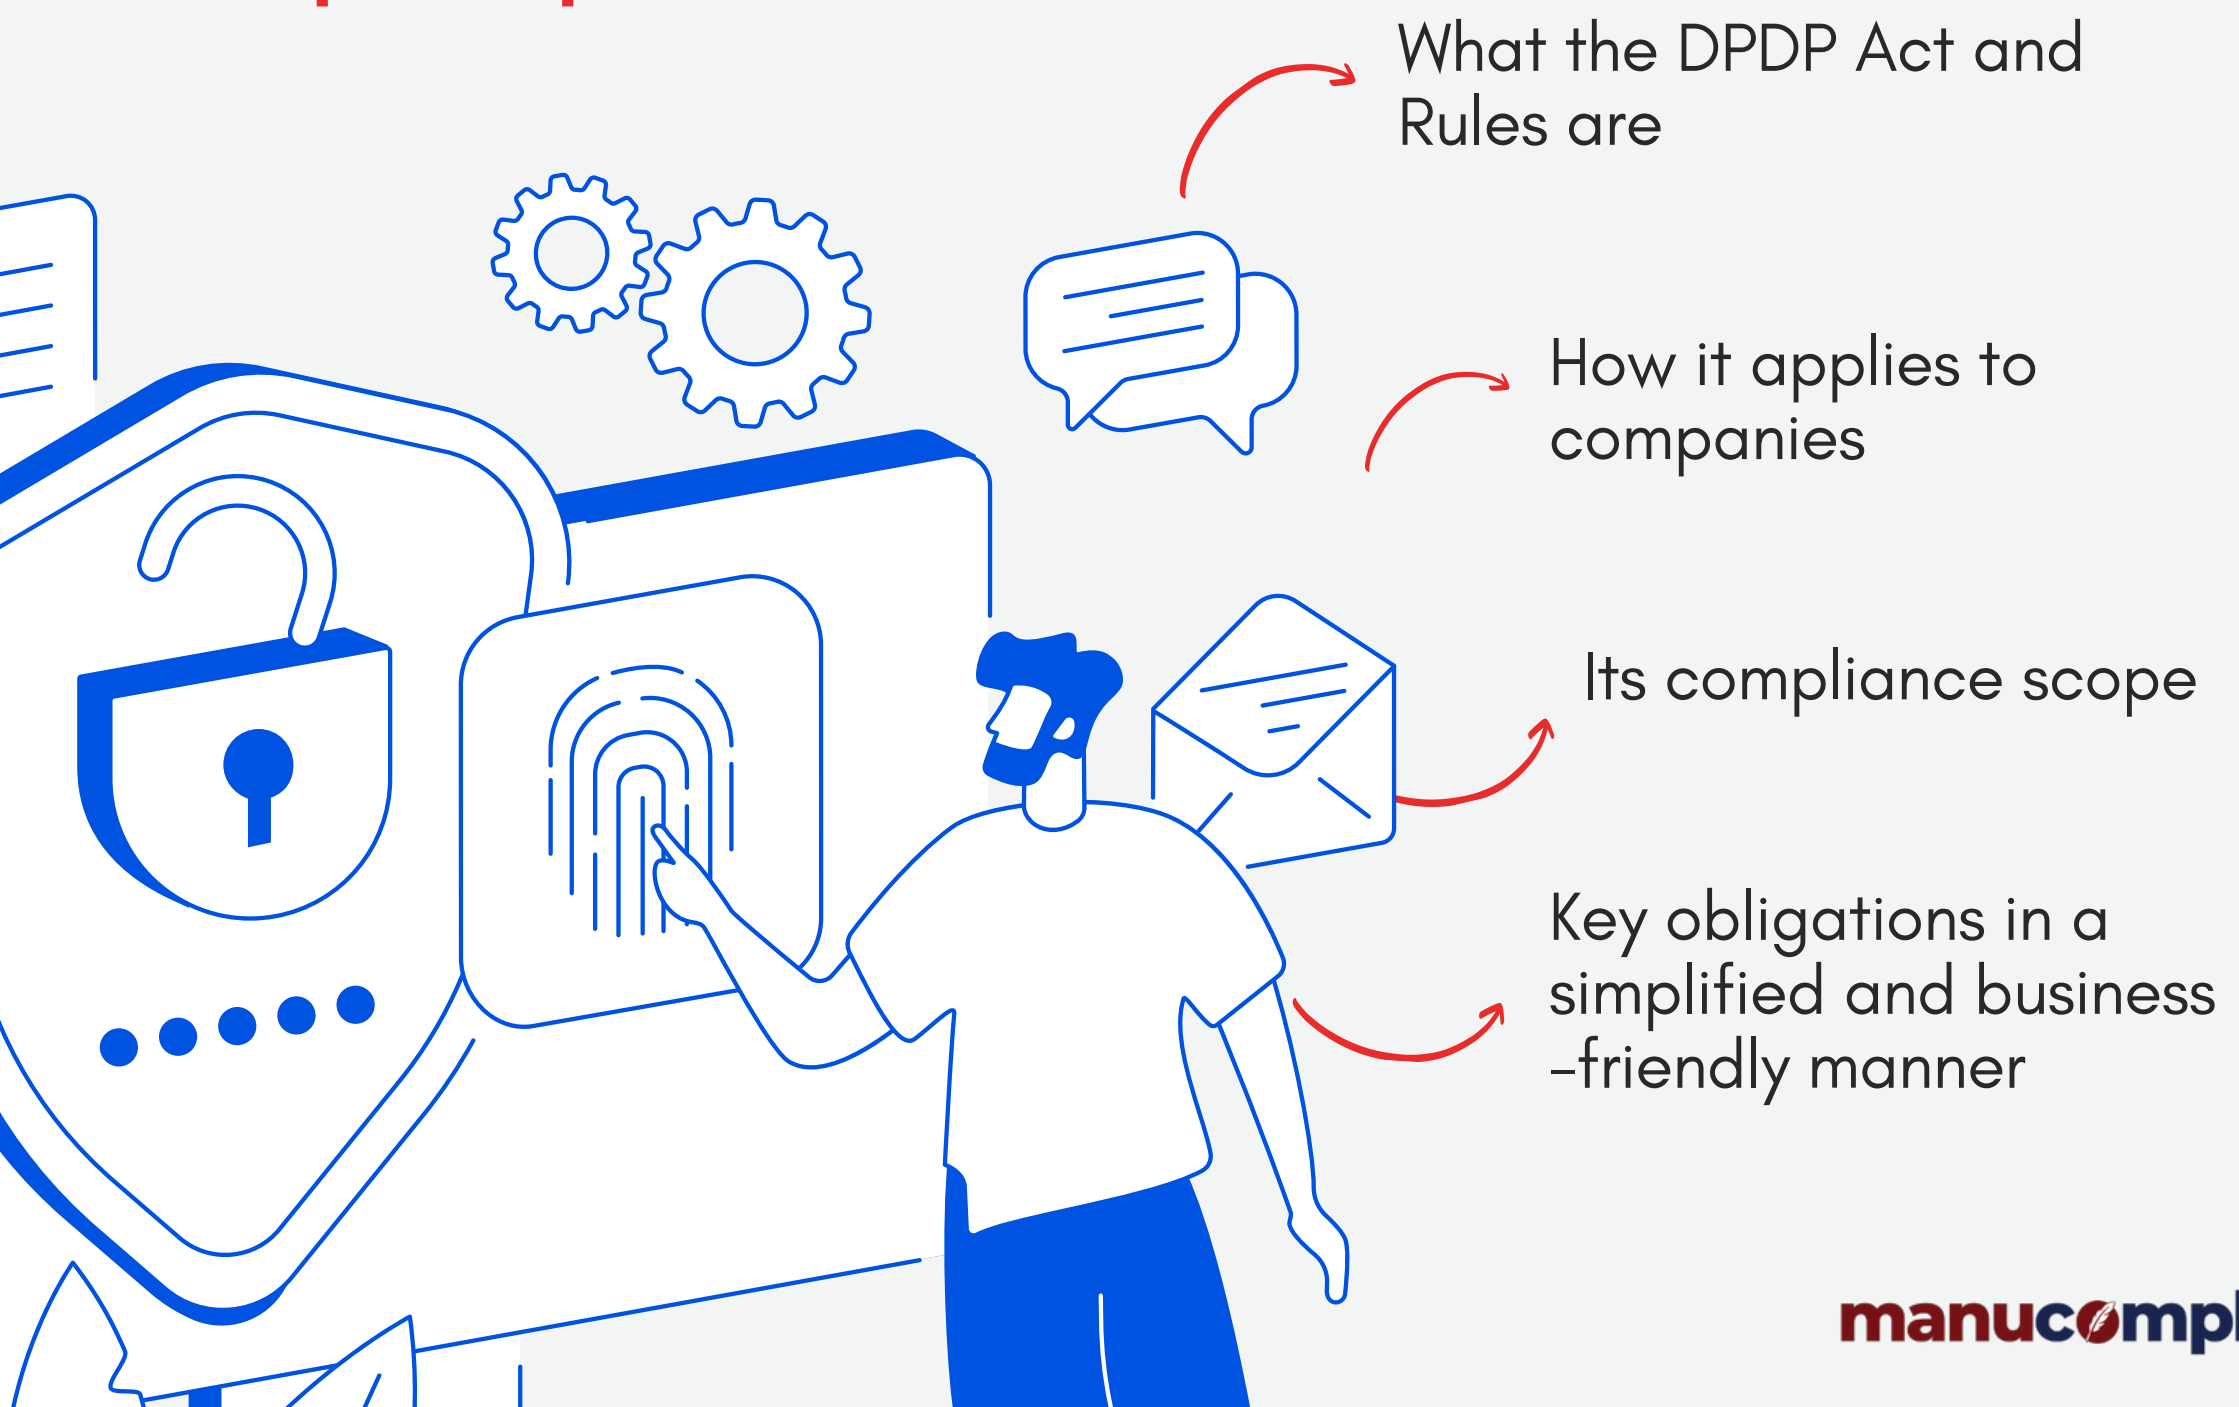 What the DPDP Act and
Rules are
How it applies to
companies
Its compliance scope
Key obligations in a
simplified and business
-friendly manner
manucompl